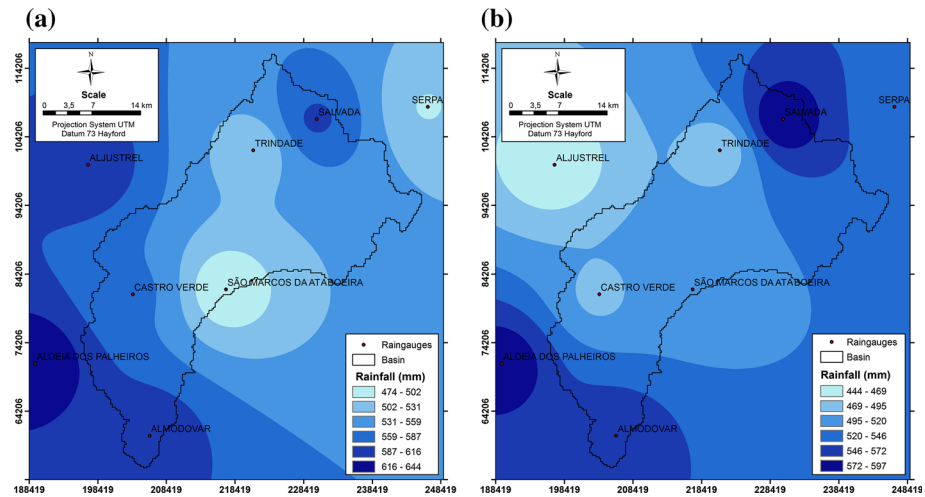 (a)
N
Scale
0 3,5 7 14 km
Projection System UTM
Datum 73 Hayford
SERPA
SALVADA
TRINDADE
ALJUSTREL
CASTRO VERDE
SÃO MARCOS DA ATABOEIRA
ALDEIA DOS PALHEIROS
ALMODOVAR
Raingauges
Basin
Rainfall (mm)
474 - 502
502 - 531
531 - 559
559 - 587
587 - 616
616 - 644
114206
104206
94206
84206
74206
64206
188419 198419 208419 218419 228419 238419 248419
(b)
N
Scale
0 3,5 7 14 km
Projection System UTM
Datum 73 Hayford
SERPA
SALVADA
TRINDADE
ALJUSTREL
CASTRO VERDE
SÃO MARCOS DA ATABOEIRA
ALDEIA DOS PALHEIROS
ALMODOVAR
Raingauges
Basin
Rainfall (mm)
444 - 469
469 - 495
495 - 520
520 - 546
546 - 572
572 - 597
114206
104206
94206
84206
74206
64206
188419 198419 208419 218419 228419 238419 248419